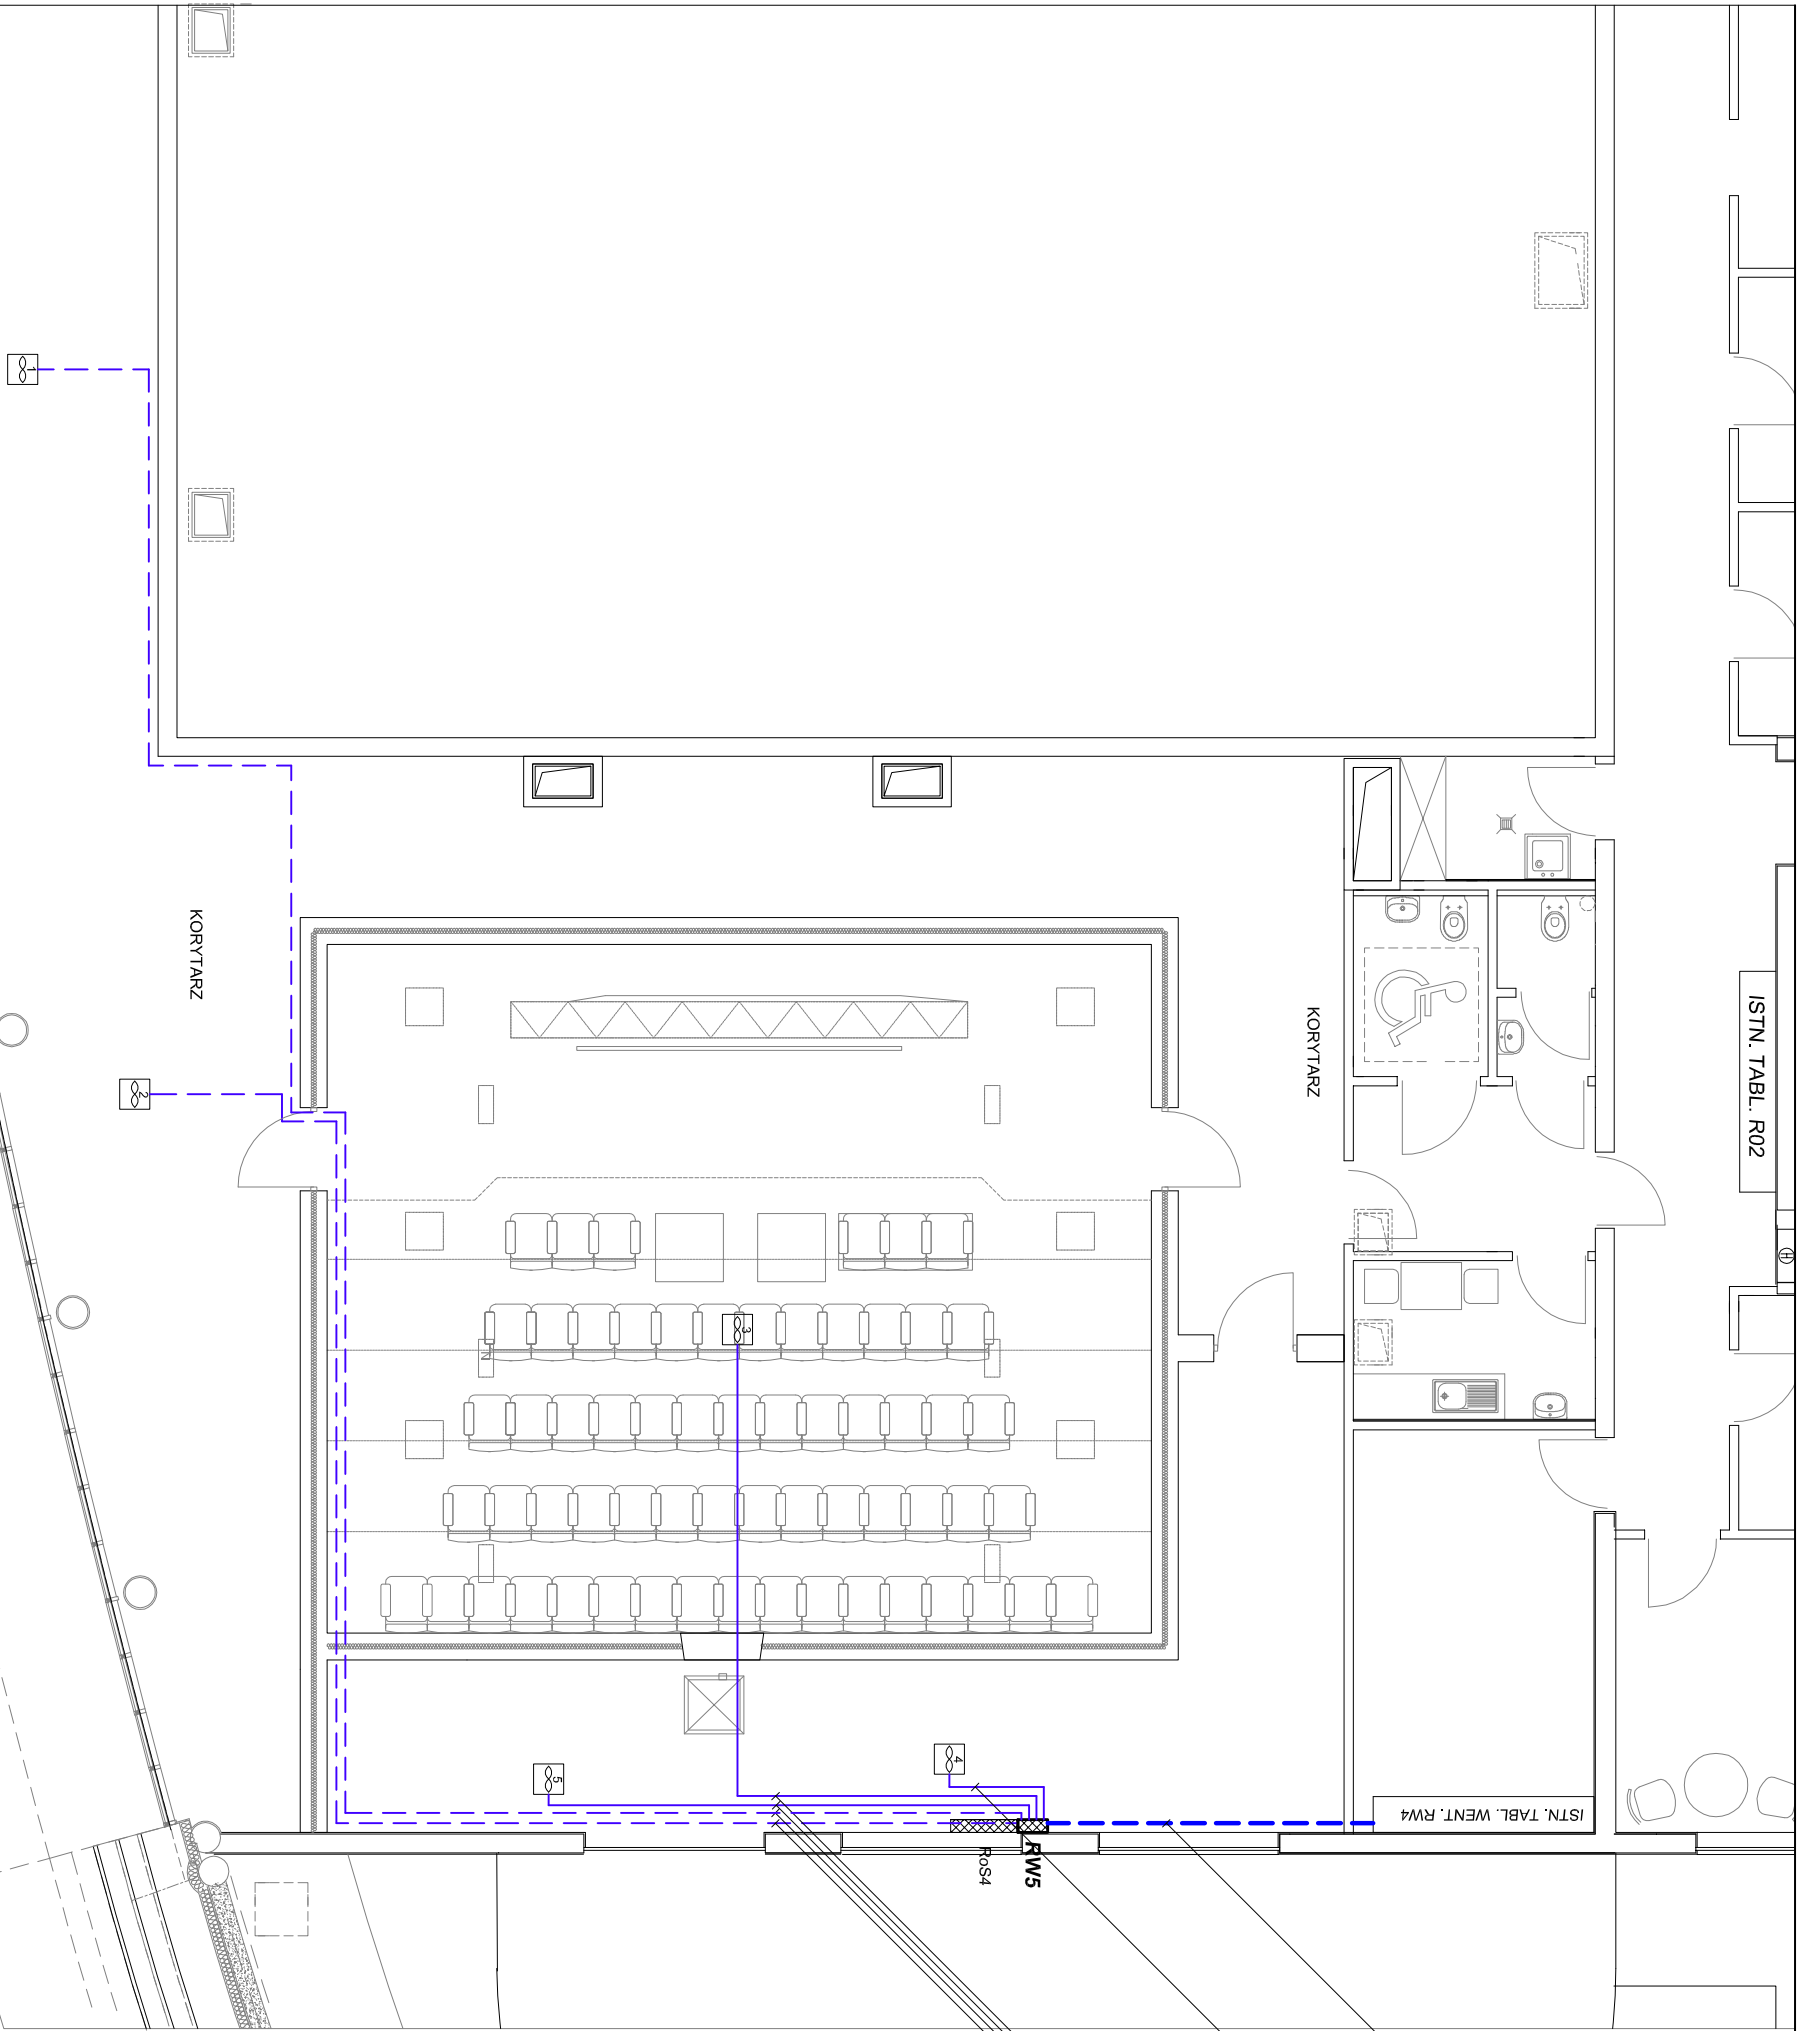 1
KORYTARZ
2
KORYTARZ
ISTN. TABL. R02
H
3
4
5
ISTN. TABL. WENT. RW4
RW5
RoS4